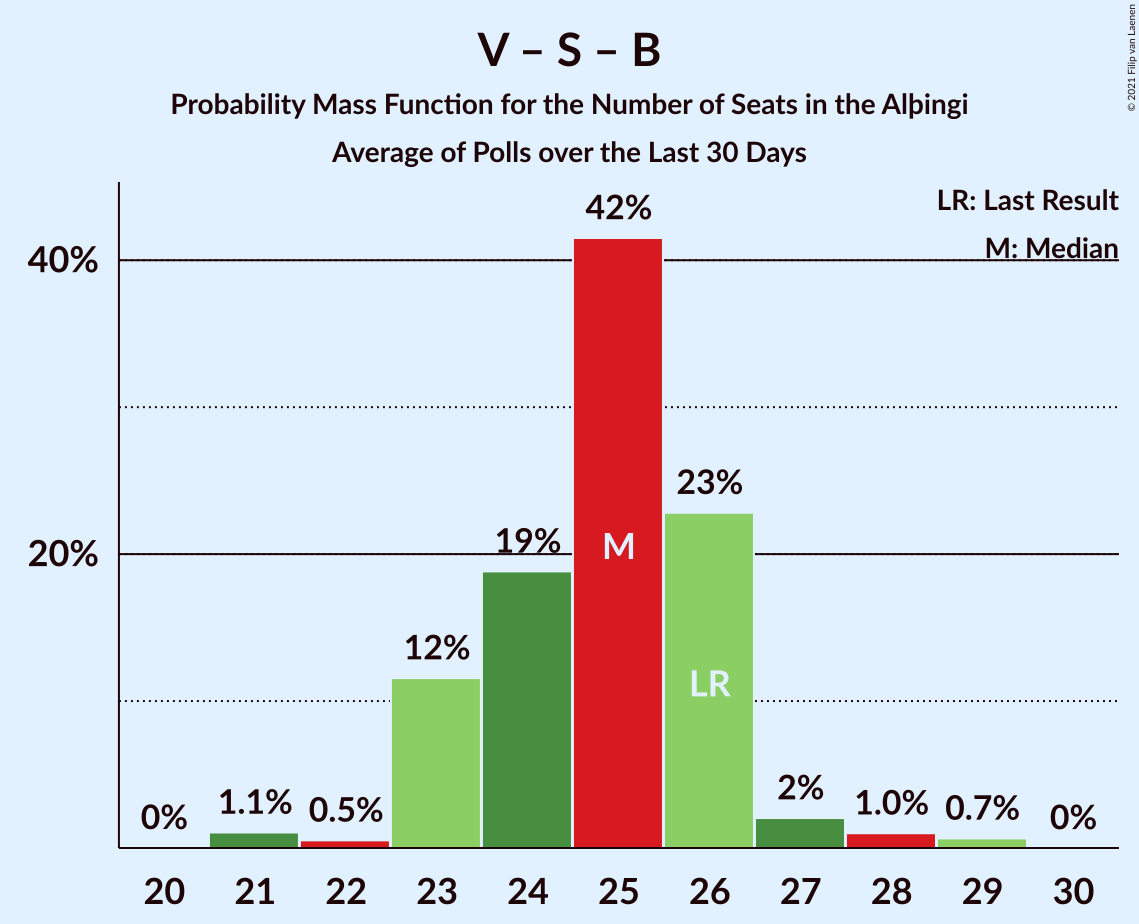 V – S – B
Probability Mass Function for the Number of Seats in the Alþingi
Average of Polls over the Last 30 Days
© 2021 Filip van Laenen
LR: Last Result
M: Median
42%
40%
23%
19%
20%
M
12%
LR
2%
1.1%
0.5%
1.0%
0.7%
0%
0%
20 21 22 23 24 25 26 27 28 29 30